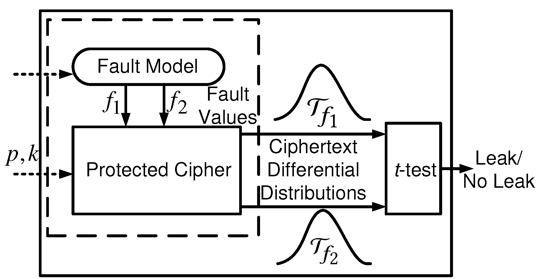 Fault Model
f1 f2
Fault
Values
p, k
Protected Cipher
𝒯f1
Ciphertext
Differential
Distributions
𝒯f2
t-test
Leak/
No Leak